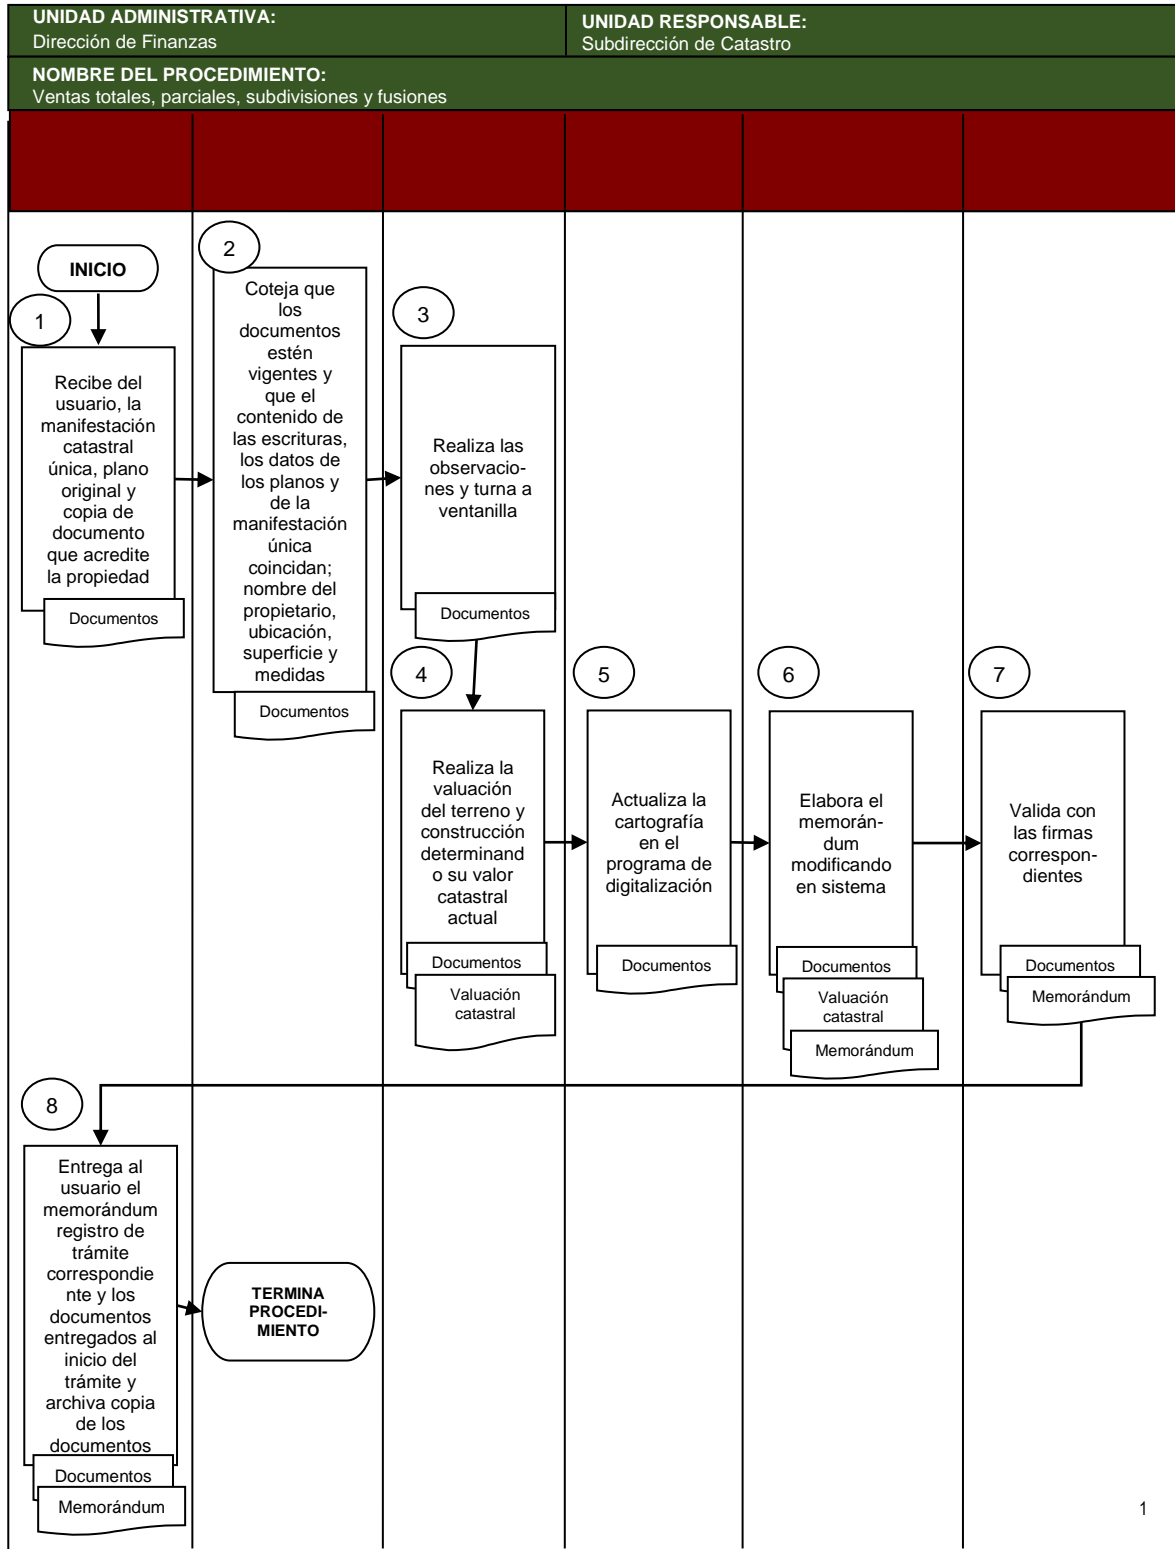 UNIDAD ADMINISTRATIVA:
Dirección de Finanzas
UNIDAD RESPONSABLE:
Subdirección de Catastro
NOMBRE DEL PROCEDIMIENTO:
Ventas totales, parciales, subdivisiones y fusiones
INICIO
1
Recibe del
usuario, la
manifestación
catastral
única, plano
original y
copia de
documento
que acredite
la propiedad
Documentos
2
Coteja que
los
documentos
estén
vigentes y
que el
contenido de
las escrituras,
los datos de
los planos y
de la
manifestación
única
coincidan;
nombre del
propietario,
ubicación,
superficie y
medidas
Documentos
3
Realiza las
observacio-
nes y turna a
ventanilla
Documentos
4
Realiza la
valuación
del terreno y
construcción
determinand
o su valor
catastral
actual
Documentos
Valuación
catastral
5
Actualiza la
cartografía
en el
programa de
digitalización
Documentos
6
Elabora el
memorán-
dum
modificando
en sistema
Documentos
Valuación
catastral
Memorándum
7
Valida con
las firmas
correspon-
dientes
Documentos
Memorándum
8
Entrega al
usuario el
memorándum
registro de
trámite
correspondie
nte y los
documentos
entregados al
inicio del
trámite y
archiva copia
de los
documentos
Documentos
Memorándum
TERMINA
PROCEDI-
MIENTO
1